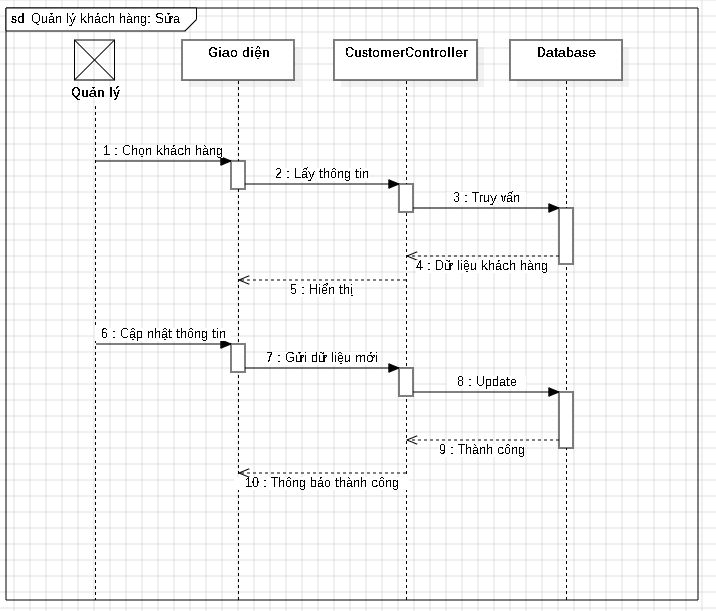 sd Quản lý khách hàng: Sửa
Giao diện
CustomerController
Database
Quản lý
1 : Chọn khách hàng
2 : Lấy thông tin
3 : Truy vấn
4 : Dữ liệu khách hàng
5 : Hiển thị
6 : Cập nhật thông tin
7 : Gửi dữ liệu mới
8 : Update
9 : Thành công
10 : Thông báo thành công